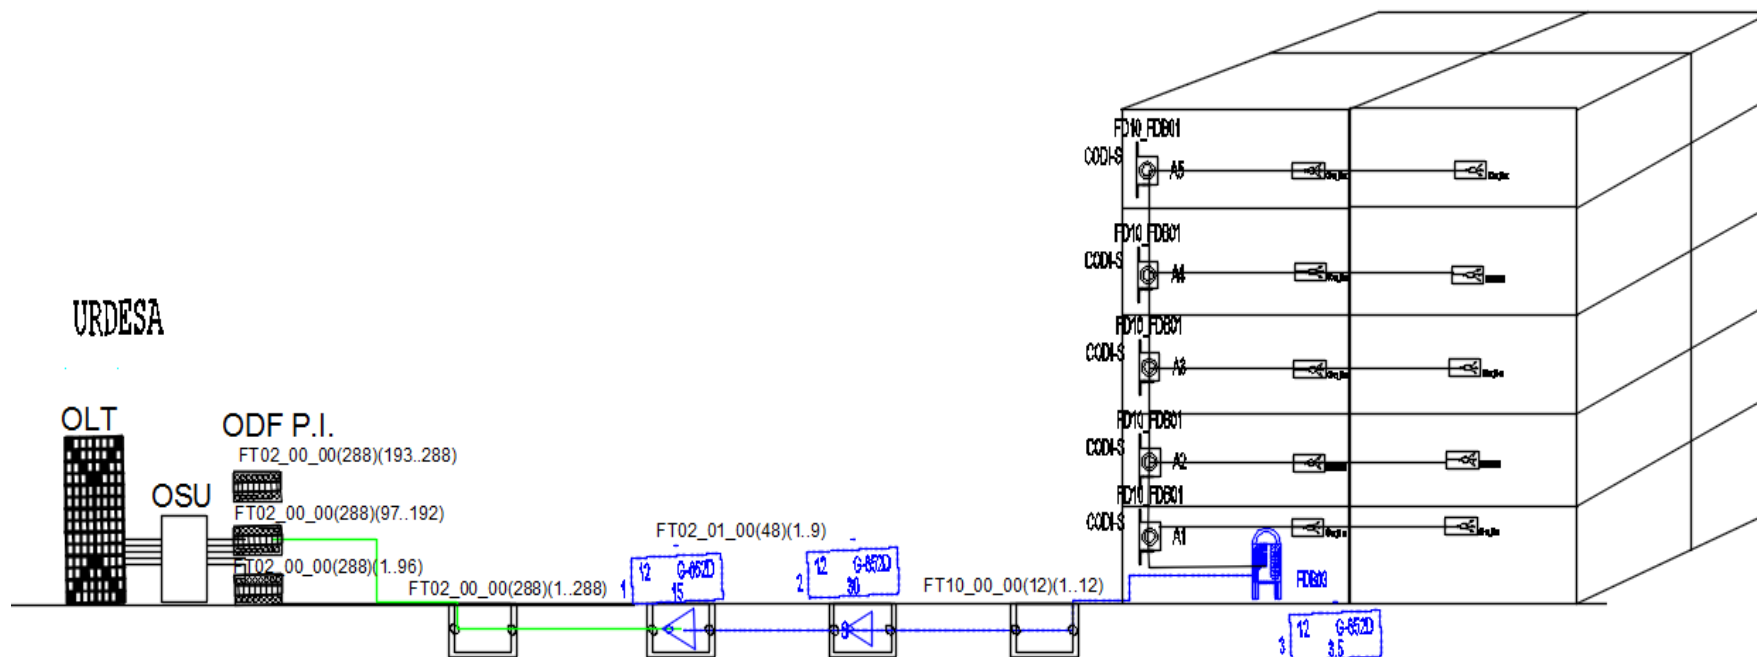 URDESA
OLT
OSU
ODF P.I.
FT02_00_00(288)(193..288)
FT02_00_00(288)(97..192)
FT02_00_00(288)(1..96)
FT02_00_00(288)(1..288)
FT02_01_00(48)(1..9)
1
12 G-652D
15
2
12 G-652D
30
FT10_00_00(12)(1..12)
FD10_FDB01
CODI-S
A5
FD10_FDB01
CODI-S
A4
FD10_FDB01
CODI-S
A3
FD10_FDB01
CODI-S
A2
FD10_FDB01
CODI-S
A1
3
12 G-652D
3.5